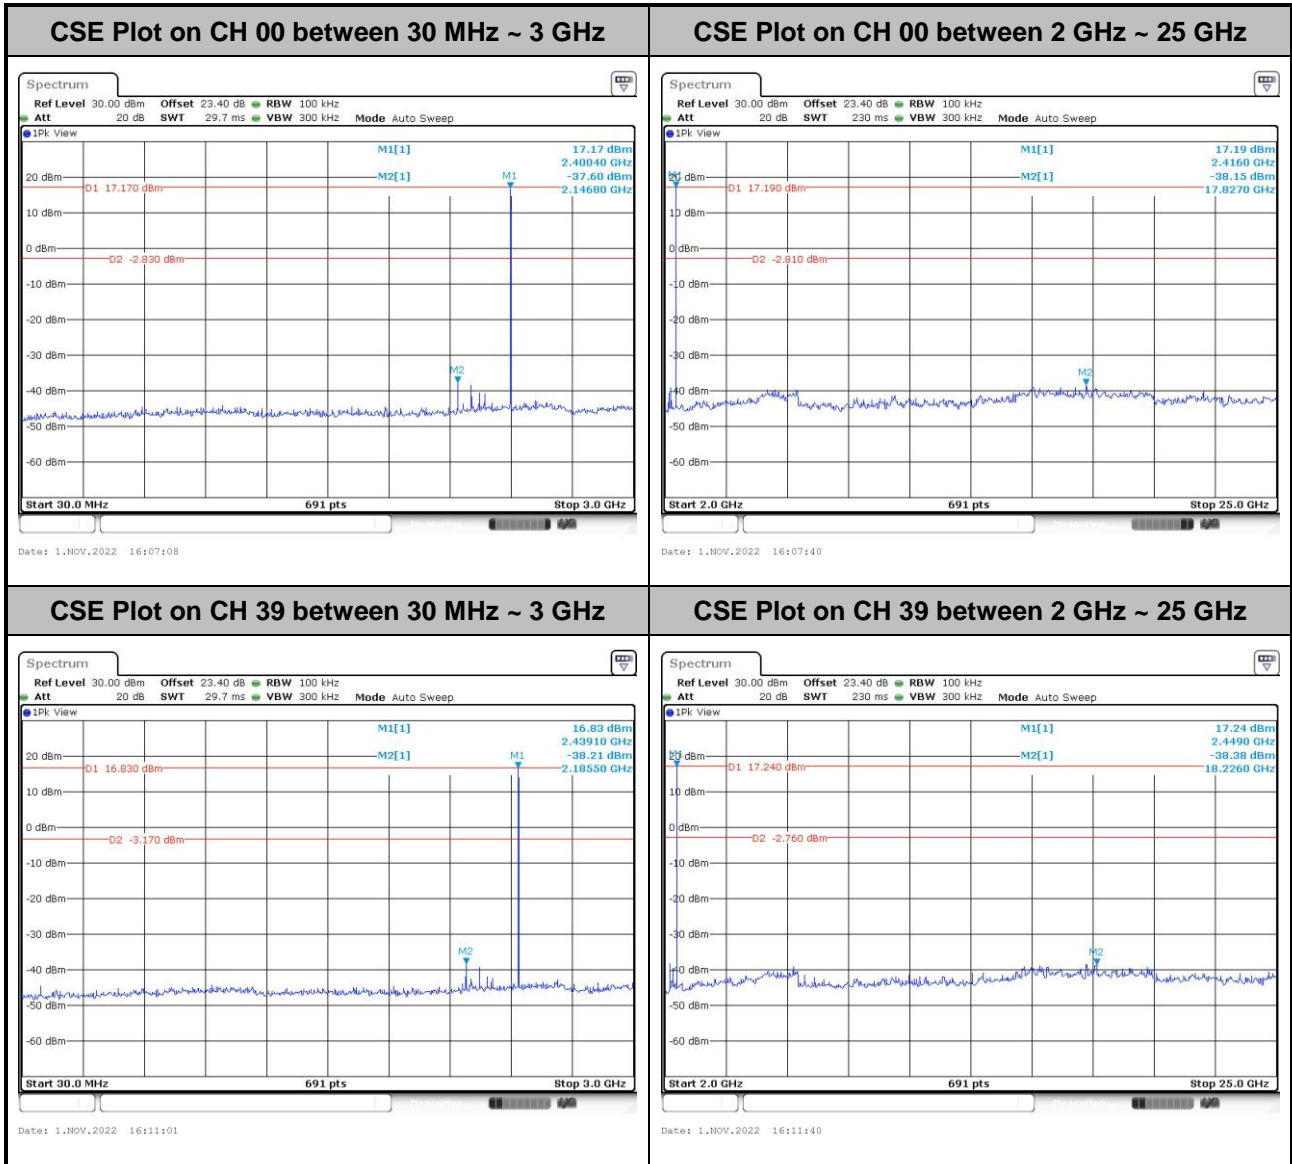 CSE Plot on CH 00 between 30 MHz ~ 3 GHz
Spectrum
Ref Level 30.00 dBm Offset 23.40 dB RBW 100 kHz
Att 20 dB SWT 29.7 ms VBW 300 kHz Mode Auto Sweep
1Pk View
M1[1] 17.17 dBm
2.40040 GHz
20 dBm M2[1] M1 -37.60 dBm
D1 17.170 dBm 2.14680 GHz
10 dBm
0 dBm
D2 -2.830 dBm
-10 dBm
-20 dBm
-30 dBm
M2
-40 dBm
-50 dBm
-60 dBm
Start 30.0 MHz 691 pts Stop 3.0 GHz
Date: 1.NOV.2022 16:07:08
CSE Plot on CH 00 between 2 GHz ~ 25 GHz
Spectrum
Ref Level 30.00 dBm Offset 23.40 dB RBW 100 kHz
Att 20 dB SWT 230 ms VBW 300 kHz Mode Auto Sweep
1Pk View
M1[1] 17.19 dBm
2.4160 GHz
20 dBm M2[1] -38.15 dBm
D1 17.190 dBm 17.8270 GHz
10 dBm
0 dBm
D2 -2.810 dBm
-10 dBm
-20 dBm
-30 dBm
M2
-40 dBm
-50 dBm
-60 dBm
Start 2.0 GHz 691 pts Stop 25.0 GHz
Date: 1.NOV.2022 16:07:40
CSE Plot on CH 39 between 30 MHz ~ 3 GHz
Spectrum
Ref Level 30.00 dBm Offset 23.40 dB RBW 100 kHz
Att 20 dB SWT 29.7 ms VBW 300 kHz Mode Auto Sweep
1Pk View
M1[1] 16.83 dBm
2.43910 GHz
20 dBm M2[1] M1 -38.21 dBm
D1 16.830 dBm 2.18550 GHz
10 dBm
0 dBm
D2 -3.170 dBm
-10 dBm
-20 dBm
-30 dBm
M2
-40 dBm
-50 dBm
-60 dBm
Start 30.0 MHz 691 pts Stop 3.0 GHz
Date: 1.NOV.2022 16:11:01
CSE Plot on CH 39 between 2 GHz ~ 25 GHz
Spectrum
Ref Level 30.00 dBm Offset 23.40 dB RBW 100 kHz
Att 20 dB SWT 230 ms VBW 300 kHz Mode Auto Sweep
1Pk View
M1[1] 17.24 dBm
2.4490 GHz
20 dBm M2[1] -38.38 dBm
D1 17.240 dBm 18.2260 GHz
10 dBm
0 dBm
D2 -2.760 dBm
-10 dBm
-20 dBm
-30 dBm
M2
-40 dBm
-50 dBm
-60 dBm
Start 2.0 GHz 691 pts Stop 25.0 GHz
Date: 1.NOV.2022 16:11:40